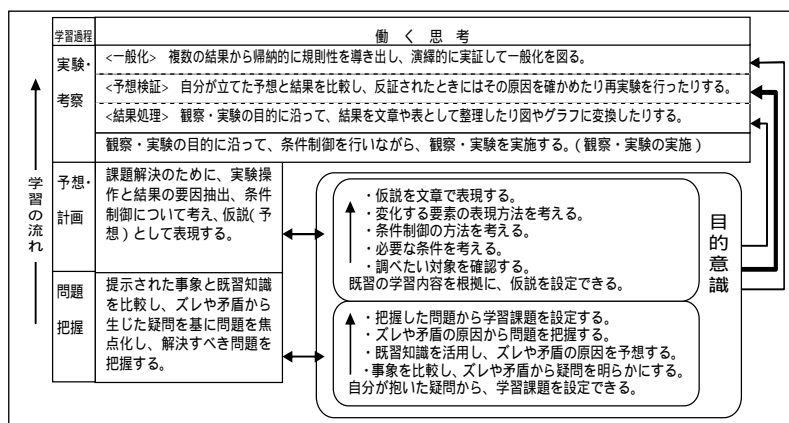 学習過程
働く思考
実験・
考察
<一般化> 複数の結果から帰納的に規則性を導き出し、演繹的に実証して一般化を図る。
<予想検証> 自分が立てた予想と結果を比較し、反証されたときにはその原因を確かめたり再実験を行ったりする。
<結果処理> 観察・実験の目的に沿って、結果を文章や表として整理したり図やグラフに変換したりする。
観察・実験の目的に沿って、条件制御を行いながら、観察・実験を実施する。(観察・実験の実施)
学習の流れ
予想・
計画
課題解決のために、実験操
作と結果の要因抽出、条件
制御について考え、仮説(予
想)として表現する。
・仮説を文章で表現する。
・変化する要素の表現方法を考える。
・条件制御の方法を考える。
・必要な条件を考える。
・調べたい対象を確認する。
既習の学習内容を根拠に、仮説を設定できる。
目的意識
問題
把握
提示された事象と既習知識
を比較し、ズレや矛盾から
生じた疑問を基に問題を焦
点化し、解決すべき問題を
把握する。
・把握した問題から学習課題を設定する。
・ズレや矛盾の原因から問題を把握する。
・既習知識を活用し、ズレや矛盾の原因を予想する。
・事象を比較し、ズレや矛盾から疑問を明らかにする。
自分が抱いた疑問から、学習課題を設定できる。